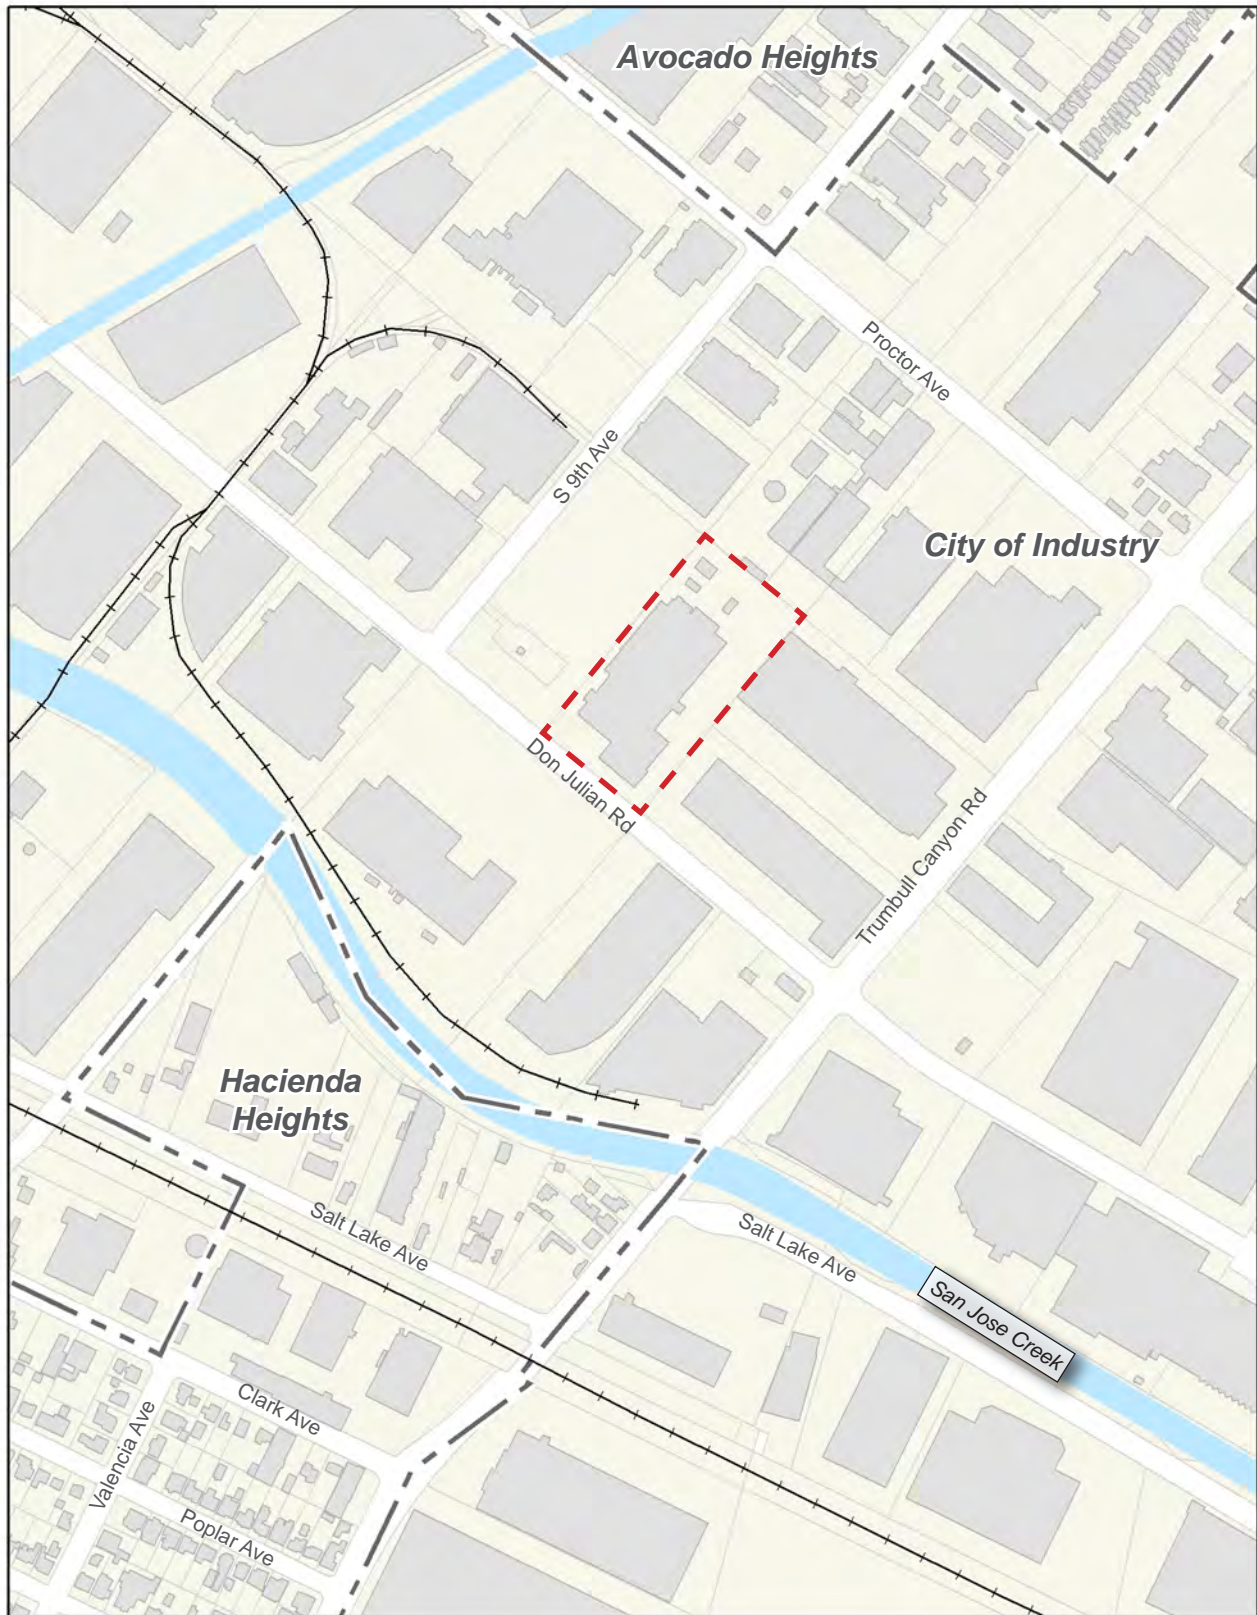 Avocado Heights
Proctor Ave
S 9th Ave
City of Industry
Don Julian Rd
Trumbull Canyon Rd
Hacienda
Heights
Salt Lake Ave
Salt Lake Ave
San Jose Creek
Clark Ave
Valencia Ave
Poplar Ave